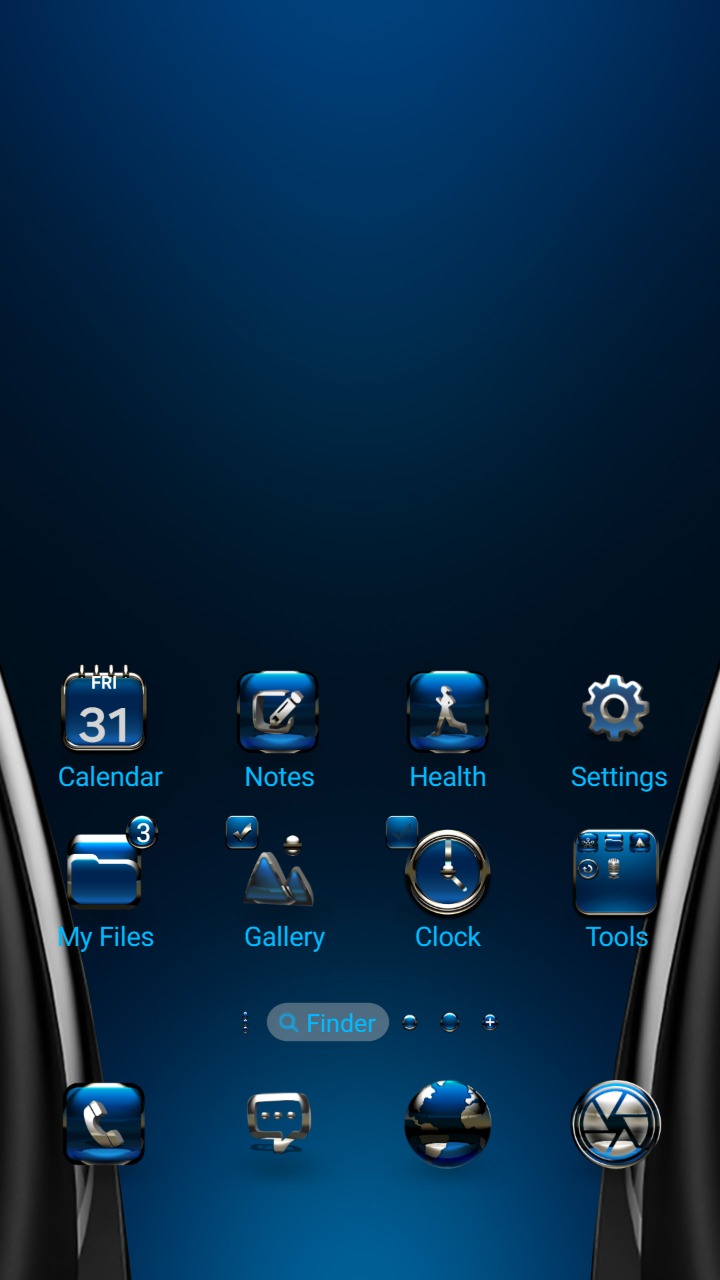 FRI
31
Calendar
Notes
Health
Settings
3
My Files
Gallery
Clock
Tools
Finder